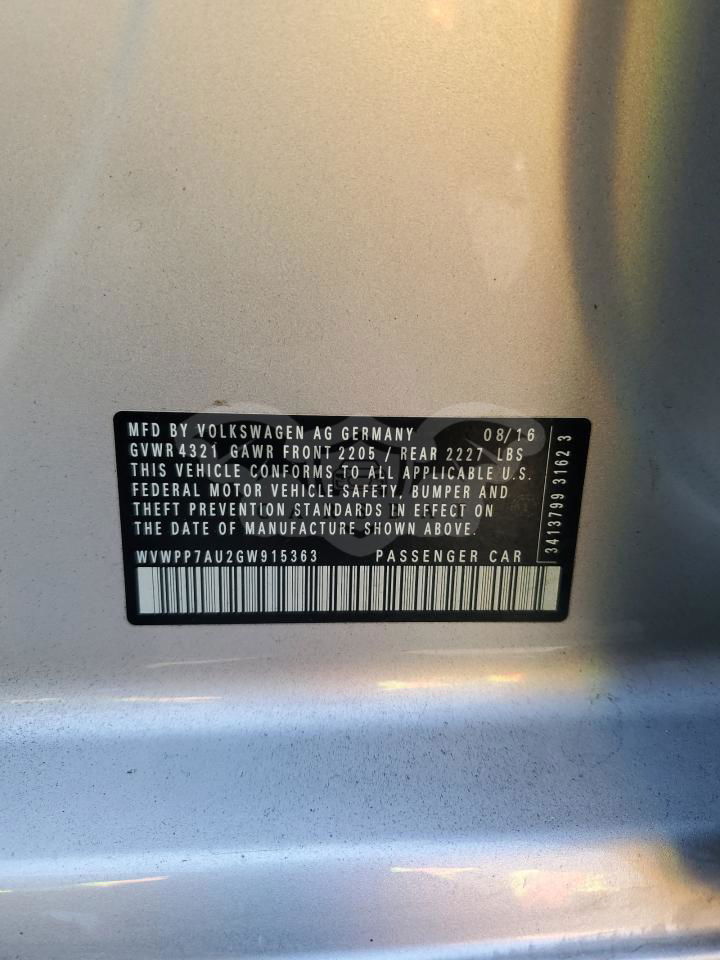 MFD BY VOLKSWAGEN AG GERMANY 08/16
GVWR 4321 GAWR FRONT 2205 / REAR 2227 LBS
THIS VEHICLE CONFORMS TO ALL APPLICABLE U.S.
FEDERAL MOTOR VEHICLE SAFETY, BUMPER AND
THEFT PREVENTION STANDARDS IN EFFECT ON
THE DATE OF MANUFACTURE SHOWN ABOVE.
WVWPP7AU2GW915363 PASSENGER CAR
3413799 3162 3